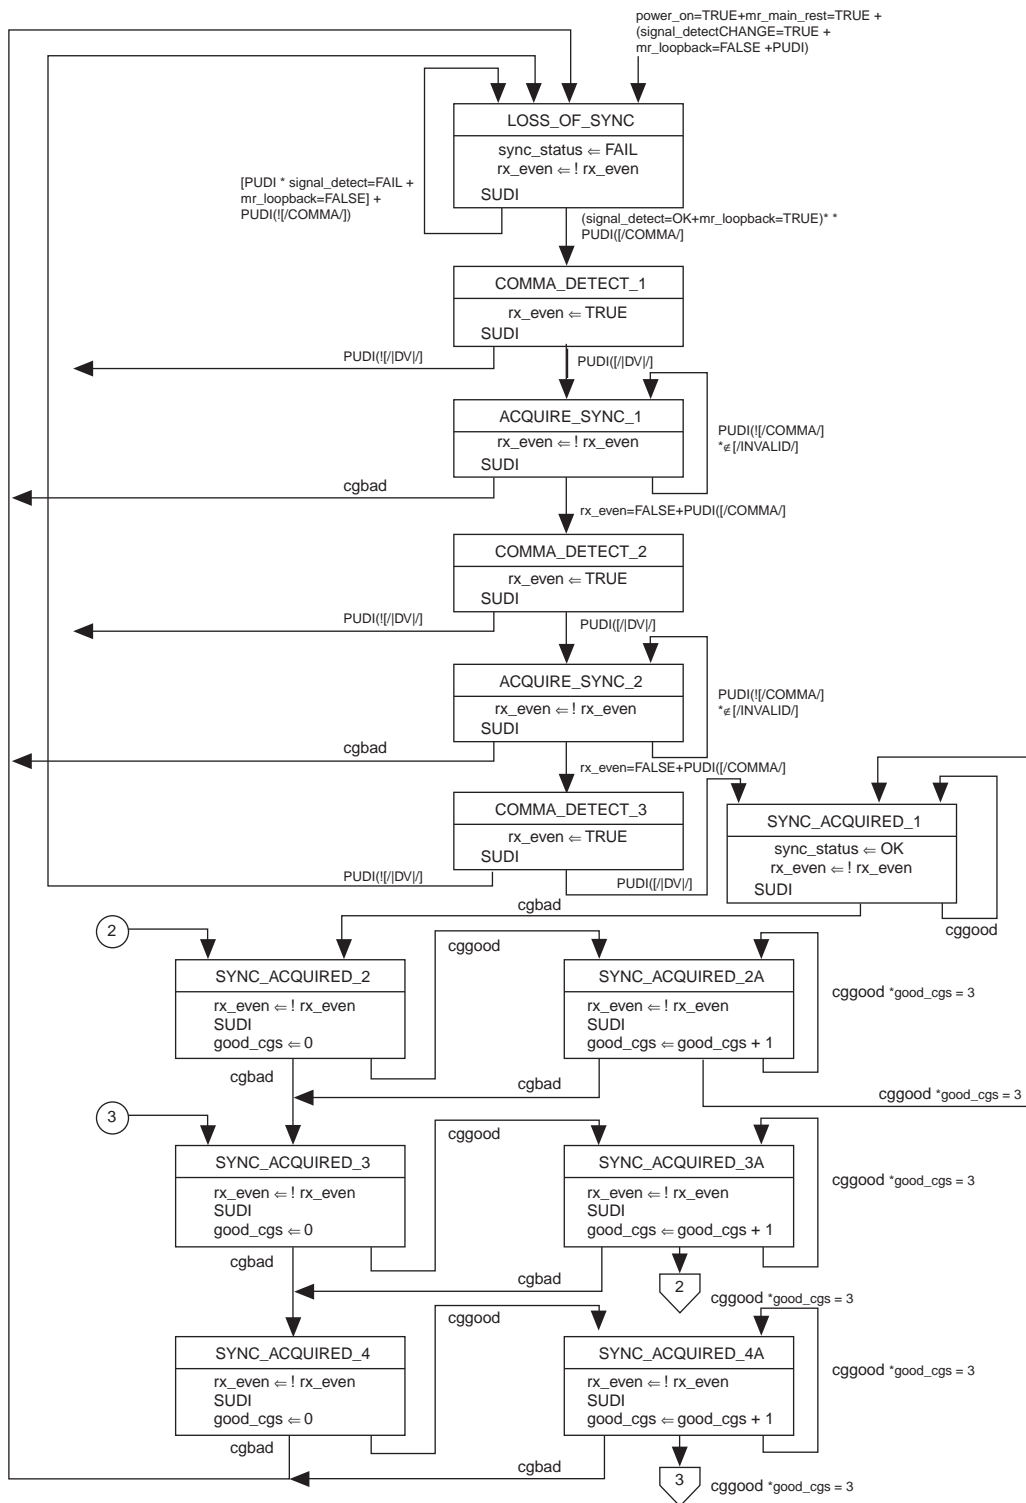 power_on=TRUE+mr_main_rest=TRUE +
(signal_detectCHANGE=TRUE +
mr_loopback=FALSE +PUDI)
LOSS_OF_SYNC
sync_status ⇐ FAIL
rx_even ⇐ ! rx_even
SUDI
[PUDI * signal_detect=FAIL +
mr_loopback=FALSE] +
PUDI(![/COMMA/])
(signal_detect=OK+mr_loopback=TRUE)* *
PUDI([/COMMA/]
COMMA_DETECT_1
rx_even ⇐ TRUE
SUDI
PUDI(![/|DV|/]
PUDI([/|DV|/]
ACQUIRE_SYNC_1
rx_even ⇐ ! rx_even
SUDI
PUDI(![/COMMA/]
*∉[/INVALID/]
cgbad
rx_even=FALSE+PUDI([/COMMA/]
COMMA_DETECT_2
rx_even ⇐ TRUE
SUDI
PUDI(![/|DV|/]
PUDI([/|DV|/]
ACQUIRE_SYNC_2
rx_even ⇐ ! rx_even
SUDI
PUDI(![/COMMA/]
*∉[/INVALID/]
cgbad
rx_even=FALSE+PUDI([/COMMA/]
COMMA_DETECT_3
rx_even ⇐ TRUE
SUDI
PUDI(![/|DV|/]
PUDI([/|DV|/]
SYNC_ACQUIRED_1
sync_status ⇐ OK
rx_even ⇐ ! rx_even
SUDI
cgbad
cggood
2
cggood
SYNC_ACQUIRED_2
rx_even ⇐ ! rx_even
SUDI
good_cgs ⇐ 0
SYNC_ACQUIRED_2A
rx_even ⇐ ! rx_even
SUDI
good_cgs ⇐ good_cgs + 1
cggood *good_cgs = 3
cgbad
cgbad
cggood *good_cgs = 3
3
cggood
SYNC_ACQUIRED_3
rx_even ⇐ ! rx_even
SUDI
good_cgs ⇐ 0
SYNC_ACQUIRED_3A
rx_even ⇐ ! rx_even
SUDI
good_cgs ⇐ good_cgs + 1
cggood *good_cgs = 3
cgbad
cgbad
2
cggood *good_cgs = 3
cggood
SYNC_ACQUIRED_4
rx_even ⇐ ! rx_even
SUDI
good_cgs ⇐ 0
SYNC_ACQUIRED_4A
rx_even ⇐ ! rx_even
SUDI
good_cgs ⇐ good_cgs + 1
cggood *good_cgs = 3
cgbad
cgbad
3
cggood *good_cgs = 3